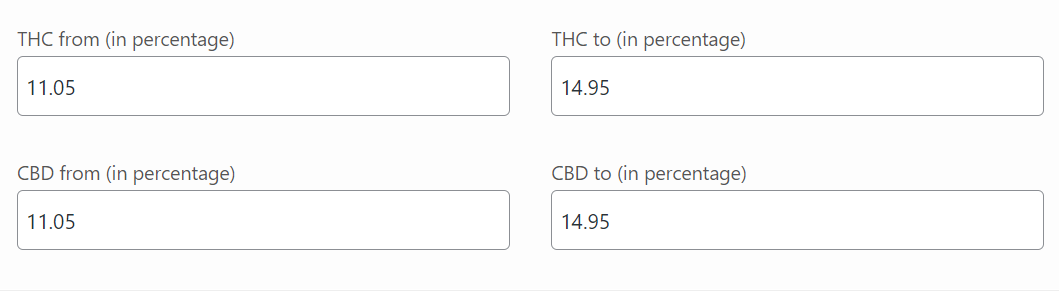 THC from (in percentage)
THC to (in percentage)
11.05
14.95
CBD from (in percentage)
CBD to (in percentage)
11.05
14.95